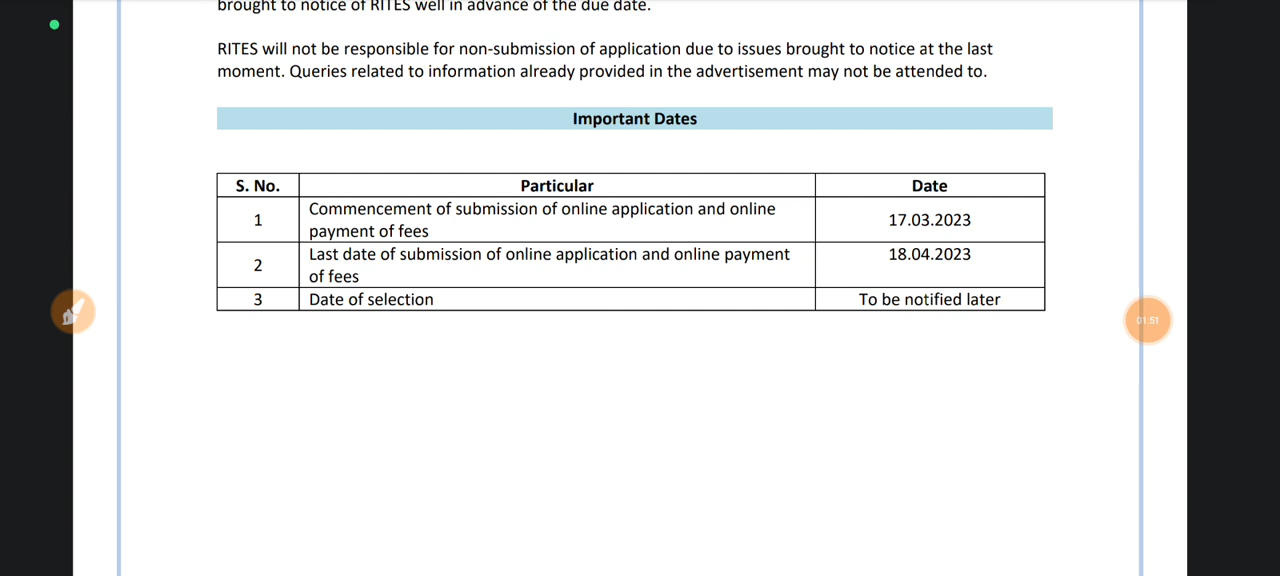 brought to notice of RITES well in advance of the due date.
RITES will not be responsible for non-submission of application due to issues brought to notice at the last
moment. Queries related to information already provided in the advertisement may not be attended to.
Important Dates
S. No. Particular Date
1 Commencement of submission of online application and online
payment of fees 17.03.2023
2 Last date of submission of online application and online payment
of fees 18.04.2023
3 Date of selection To be notified later
01:51